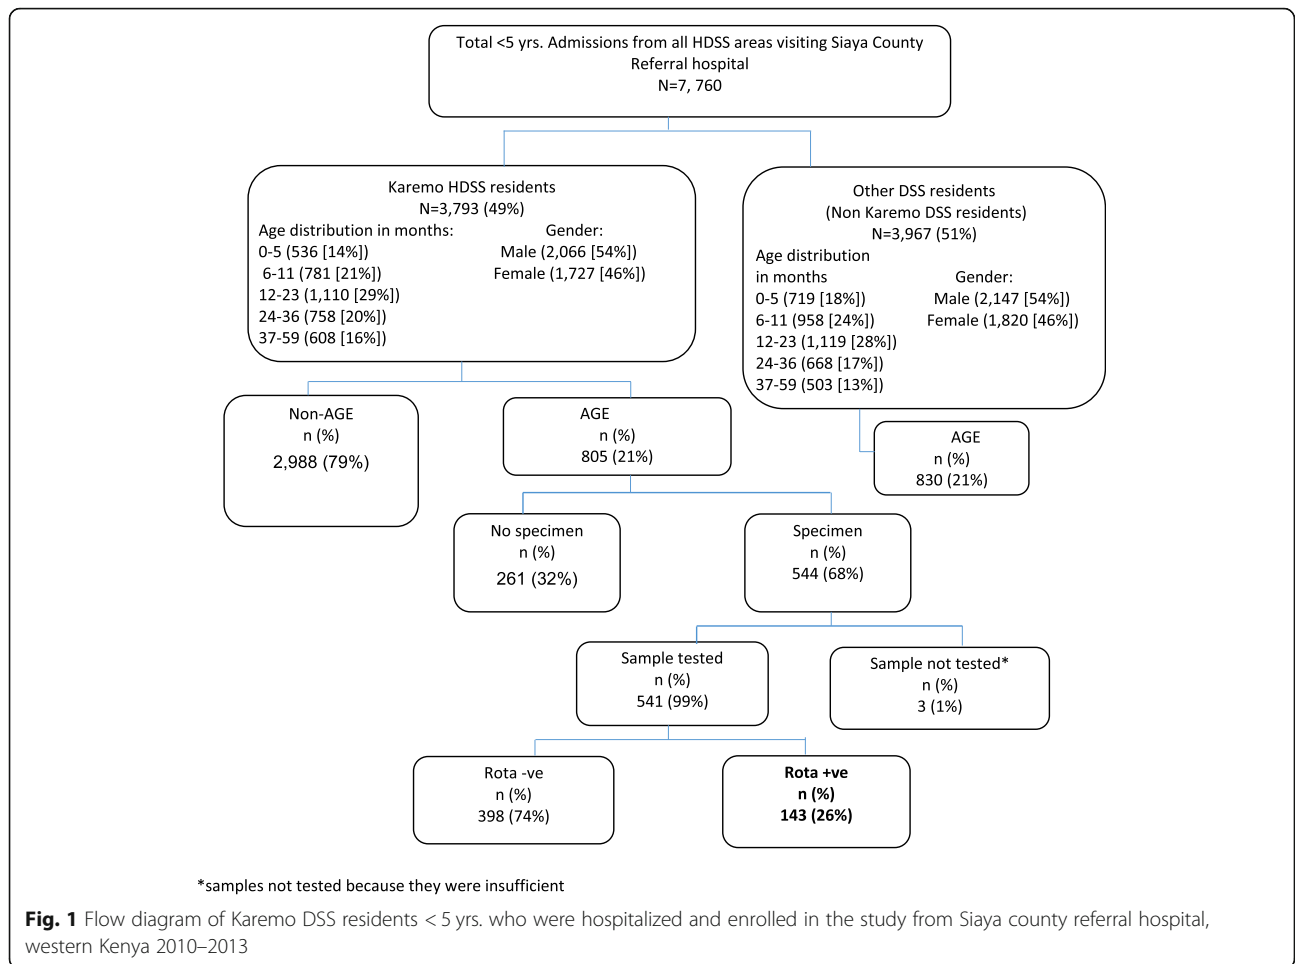 Total <5 yrs. Admissions from all HDSS areas visiting Siaya County
Referral hospital
N=7, 760
Karemo HDSS residents
N=3,793 (49%)
Age distribution in months:
0-5 (536 [14%])
6-11 (781 [21%])
12-23 (1,110 [29%])
24-36 (758 [20%])
37-59 (608 [16%])
Gender:
Male (2,066 [54%])
Female (1,727 [46%])
Other DSS residents
(Non Karemo DSS residents)
N=3,967 (51%)
Age distribution
in months
0-5 (719 [18%])
6-11 (958 [24%])
12-23 (1,119 [28%])
24-36 (668 [17%])
37-59 (503 [13%])
Gender:
Male (2,147 [54%])
Female (1,820 [46%])
Non-AGE
n (%)
2,988 (79%)
AGE
n (%)
805 (21%)
AGE
n (%)
830 (21%)
No specimen
n (%)
261 (32%)
Specimen
n (%)
544 (68%)
Sample tested
n (%)
541 (99%)
Sample not tested*
n (%)
3 (1%)
Rota -ve
n (%)
398 (74%)
Rota +ve
n (%)
143 (26%)
*samples not tested because they were insufficient
Fig. 1 Flow diagram of Karemo DSS residents < 5 yrs. who were hospitalized and enrolled in the study from Siaya county referral hospital,
western Kenya 2010–2013